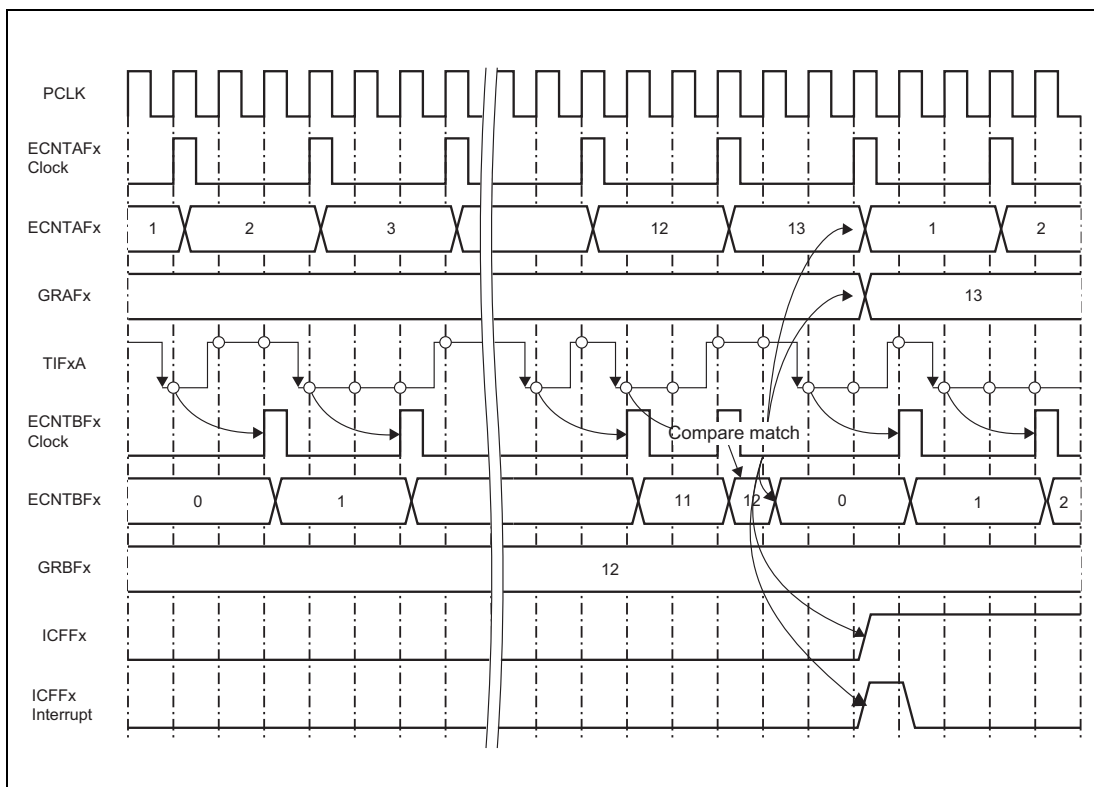 PCLK
ECNTAFx
Clock
ECNTAFx 1 2 3 12 13 1 2
GRAFx 13
TIFxA
ECNTBFx
Clock
Compare match
ECNTBFx 0 1 11 12 0 1 2
GRBFx 12
ICFFx
ICFFx
Interrupt